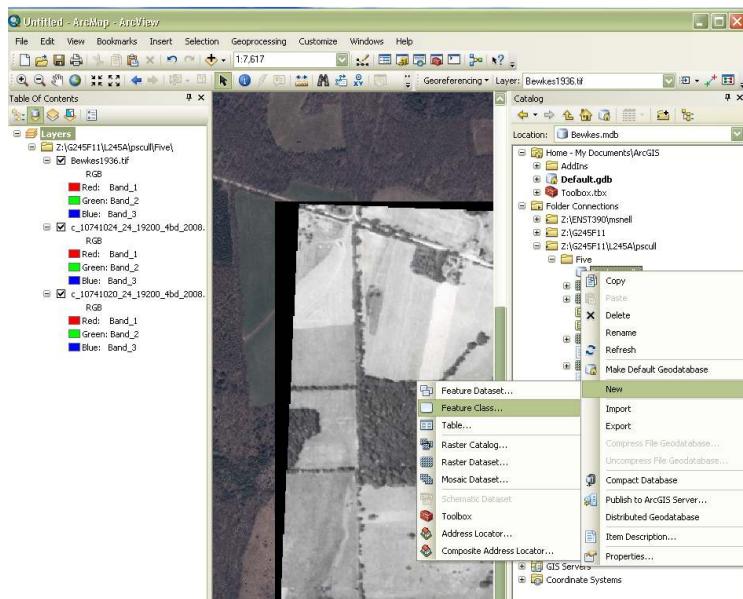 Untitled - ArcMap - ArcView
File Edit View Bookmarks Insert Selection Geoprocessing Customize Windows Help
1:7,617
Georeferencing Layer: Bewkes1936.tif
Table Of Contents
Layers
Z:\G245F11\L245A\pscull\Five\
Bewkes1936.tif
RGB
Red: Band_1
Green: Band_2
Blue: Band_3
c_10741024_24_19200_4bd_2008.
RGB
Red: Band_1
Green: Band_2
Blue: Band_3
c_10741020_24_19200_4bd_2008.
RGB
Red: Band_1
Green: Band_2
Blue: Band_3
Catalog
Location: Bewkes.mdb
Home - My Documents\ArcGIS
AddIns
Default.gdb
Toolbox.tbx
Folder Connections
Z:\ENST390\msnell
Z:\G245F11
Z:\G245F11\L245A\pscull
Five
Copy
Paste
Delete
Rename
Refresh
Make Default Geodatabase
New
Import
Export
Compress File Geodatabase...
Uncompress File Geodatabase...
Compact Database
Publish to ArcGIS Server...
Distributed Geodatabase
Item Description...
Properties...
Feature Dataset...
Feature Class...
Table...
Raster Catalog...
Raster Dataset...
Mosaic Dataset...
Schematic Dataset
Toolbox
Address Locator...
Composite Address Locator...
GIS Servers
Coordinate Systems